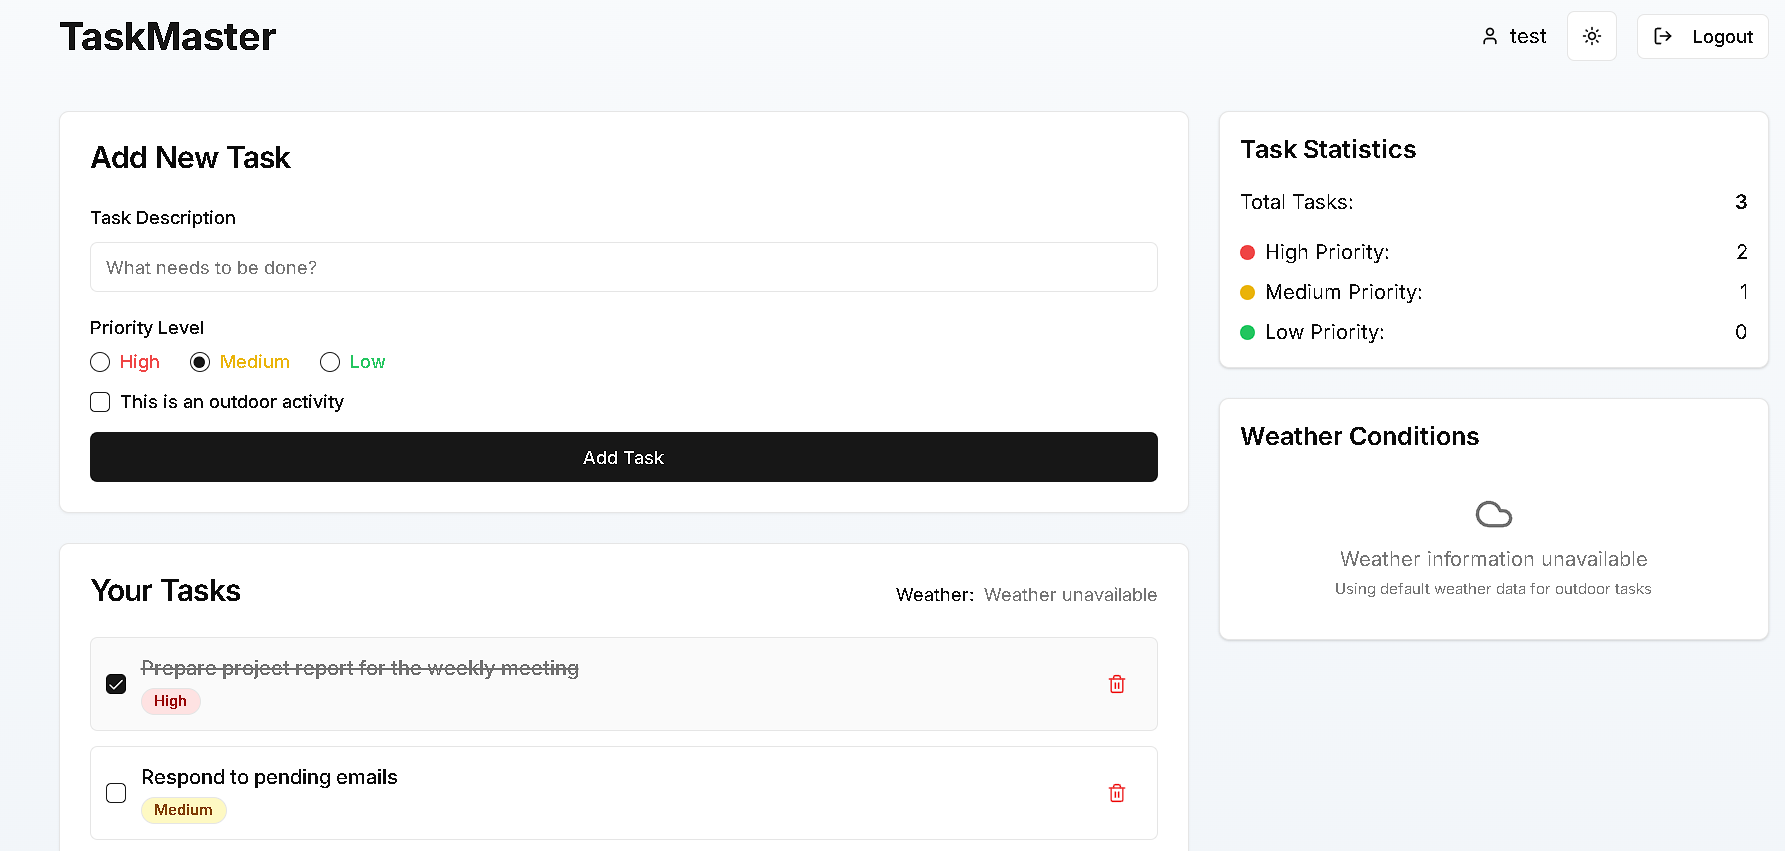 TaskMaster
test
Logout
Add New Task
Task Description
What needs to be done?
Priority Level
High Medium Low
This is an outdoor activity
Add Task
Your Tasks
Weather: Weather unavailable
Prepare project report for the weekly meeting
High
Respond to pending emails
Medium
Task Statistics
Total Tasks: 3
High Priority: 2
Medium Priority: 1
Low Priority: 0
Weather Conditions
Weather information unavailable
Using default weather data for outdoor tasks